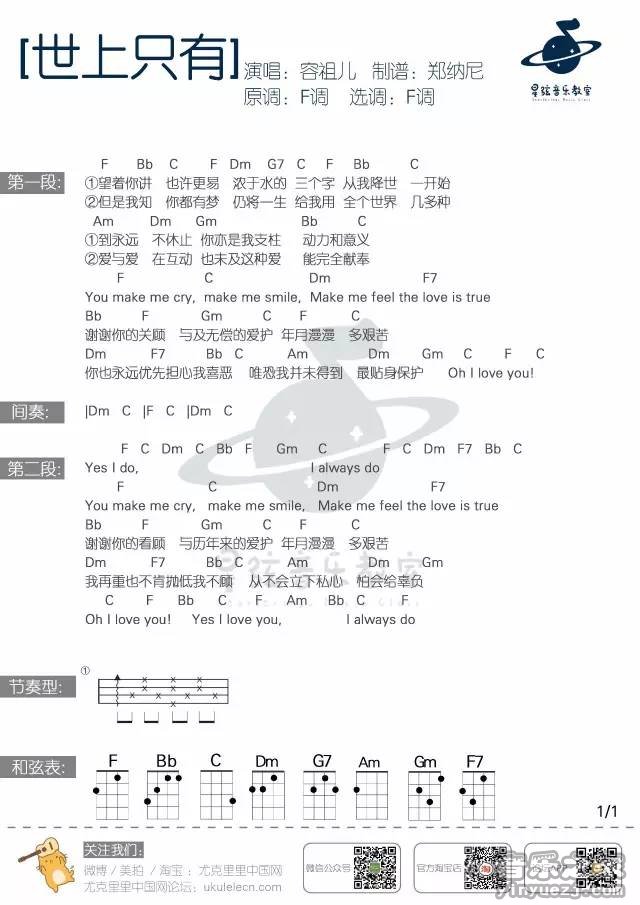 [世上只有]
演唱：容祖儿 制谱：郑纳尼
原调：F调 选调：F调
星弦音乐教室
第一段:
F Bb C F Dm G7 C F Bb C
①望着你讲 也许更易 浓于水的 三个字 从我降世 一开始
②但是我知 你都有梦 仍将一生 给我用 全个世界 几多种
Am Dm Gm Bb C
①到永远 不休止 你亦是我支柱 动力和意义
②爱与爱 在互动 也未及这种爱 能完全献奉
F C Dm F7
You make me cry, make me smile, Make me feel the love is true
Bb F Gm C F C
谢谢你的关顾 与及无偿的爱护 年月漫漫 多艰苦
Dm F7 Bb C Am Dm Gm C F C
你也永远优先担心我喜恶 唯恐我并未得到 最贴身保护 Oh I love you!
间奏:
|Dm C |F C |Dm C
第二段:
F C Dm C Bb F Gm C F C Dm F7 Bb C
Yes I do, I always do
F C Dm F7
You make me cry, make me smile, Make me feel the love is true
Bb F Gm C F C
谢谢你的看顾 与历年来的爱护 年月漫漫 多艰苦
星弦音乐教室
Dm F7 Bb C Am Dm Gm
我再重也不肯抛低我不顾 从不会立下私心 怕会给辜负
C F Bb C F Am Bb C F
Oh I love you! Yes I love you, I always do
节奏型:
①
和弦表:
F Bb C Dm G7 Am Gm F7
1/1
关注我们:
微博 / 美拍 / 淘宝 : 尤克里里中国网
尤克里里中国网论坛: ukulelecn.com
微信公众号
官方淘宝店
淘
yinyuezj.com